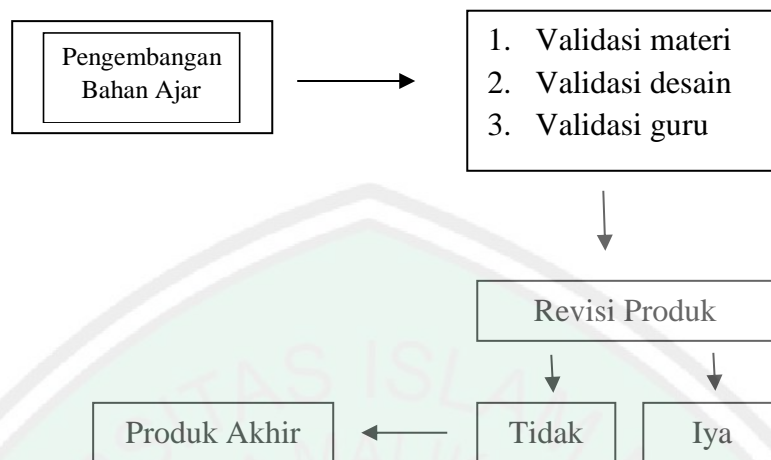 Pengembangan
Bahan Ajar
1. Validasi materi
2. Validasi desain
3. Validasi guru
Revisi Produk
Produk Akhir
Tidak
Iya